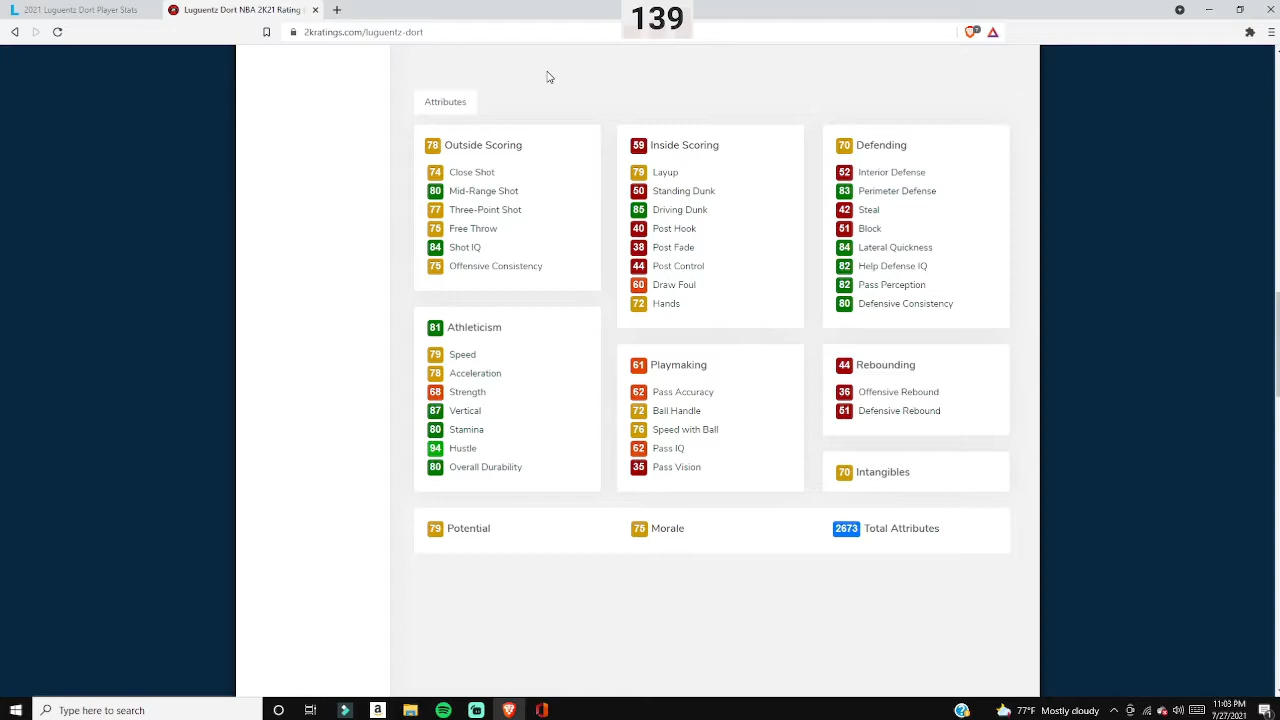 2021 Luguentz Dort Player Stats
Luguentz Dort NBA 2K21 Rating
139
2kratings.com/luguentz-dort
Attributes
78 Outside Scoring
74 Close Shot
80 Mid-Range Shot
77 Three-Point Shot
75 Free Throw
84 Shot IQ
75 Offensive Consistency
81 Athleticism
79 Speed
78 Acceleration
68 Strength
87 Vertical
80 Stamina
94 Hustle
80 Overall Durability
59 Inside Scoring
79 Layup
50 Standing Dunk
85 Driving Dunk
40 Post Hook
38 Post Fade
44 Post Control
60 Draw Foul
72 Hands
61 Playmaking
62 Pass Accuracy
72 Ball Handle
76 Speed with Ball
62 Pass IQ
35 Pass Vision
70 Defending
52 Interior Defense
83 Perimeter Defense
42 Steal
51 Block
84 Lateral Quickness
82 Help Defense IQ
82 Pass Perception
80 Defensive Consistency
44 Rebounding
36 Offensive Rebound
51 Defensive Rebound
70 Intangibles
79 Potential
75 Morale
2673 Total Attributes
Type here to search
77°F Mostly cloudy
11:03 PM
7/27/2021